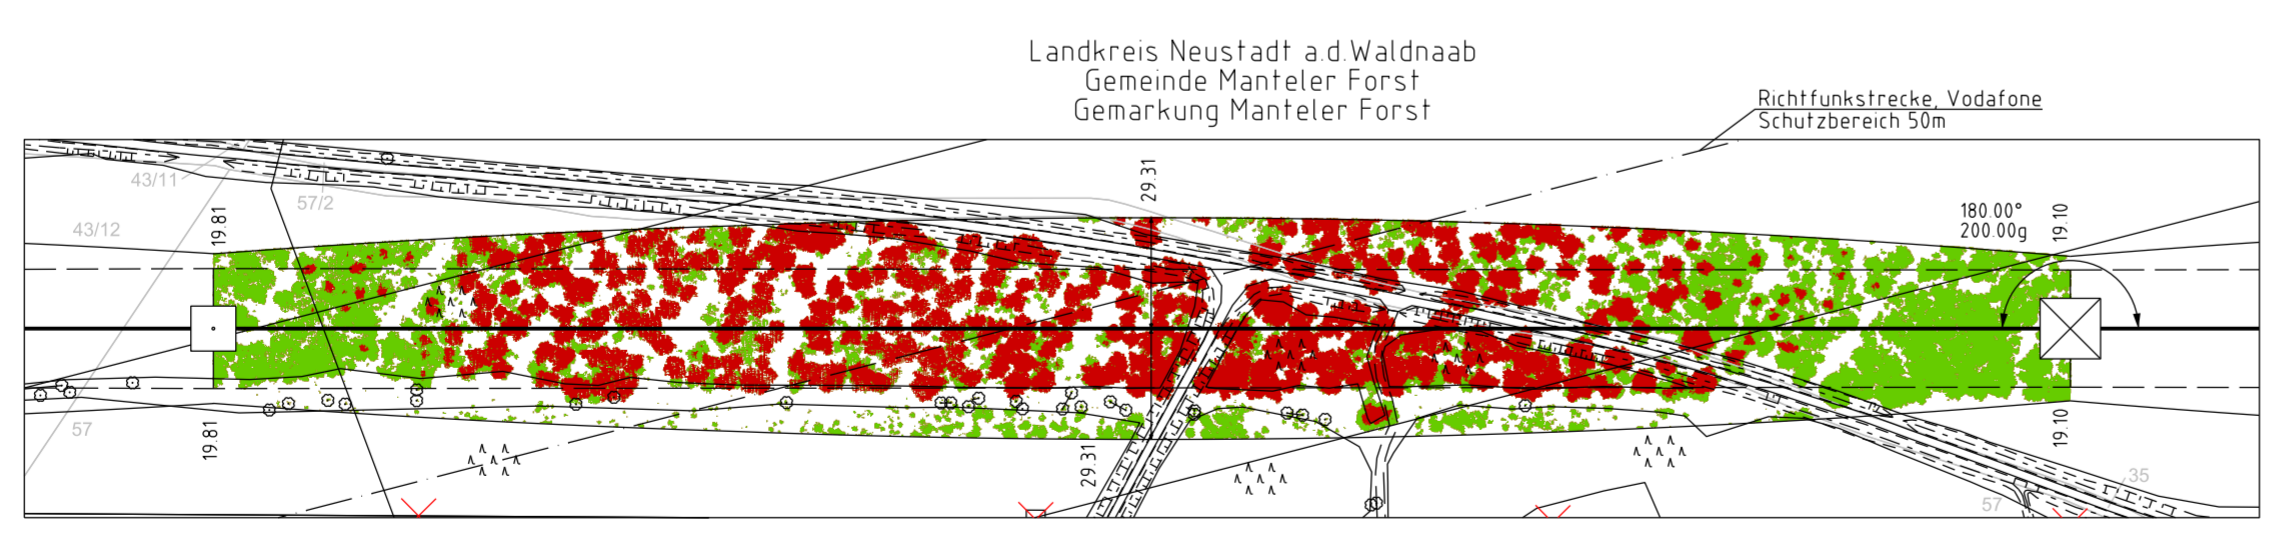 Landkreis Neustadt a.d.Waldnaab
Gemeinde Manteler Forst
Gemarkung Manteler Forst
Richtfunkstrecke, Vodafone
Schutzbereich 50m
43/11
57/2
43/12
19.81
29.31
180.00°
200.00g
19.10
57
19.81
29.31
19.10
35
57